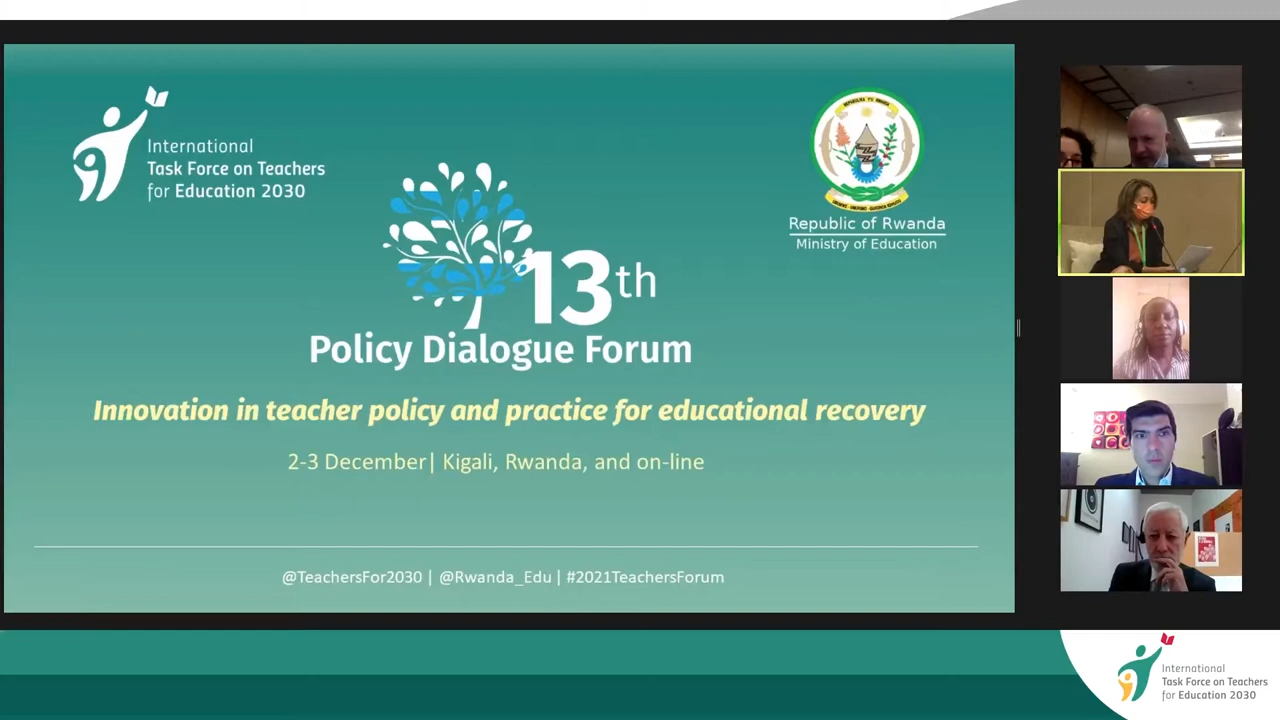 International
Task Force on Teachers
for Education 2030
Republic of Rwanda
Ministry of Education
13th
Policy Dialogue Forum
Innovation in teacher policy and practice for educational recovery
2-3 December| Kigali, Rwanda, and on-line
@TeachersFor2030 | @Rwanda_Edu | #2021TeachersForum
International
Task Force on Teachers
for Education 2030